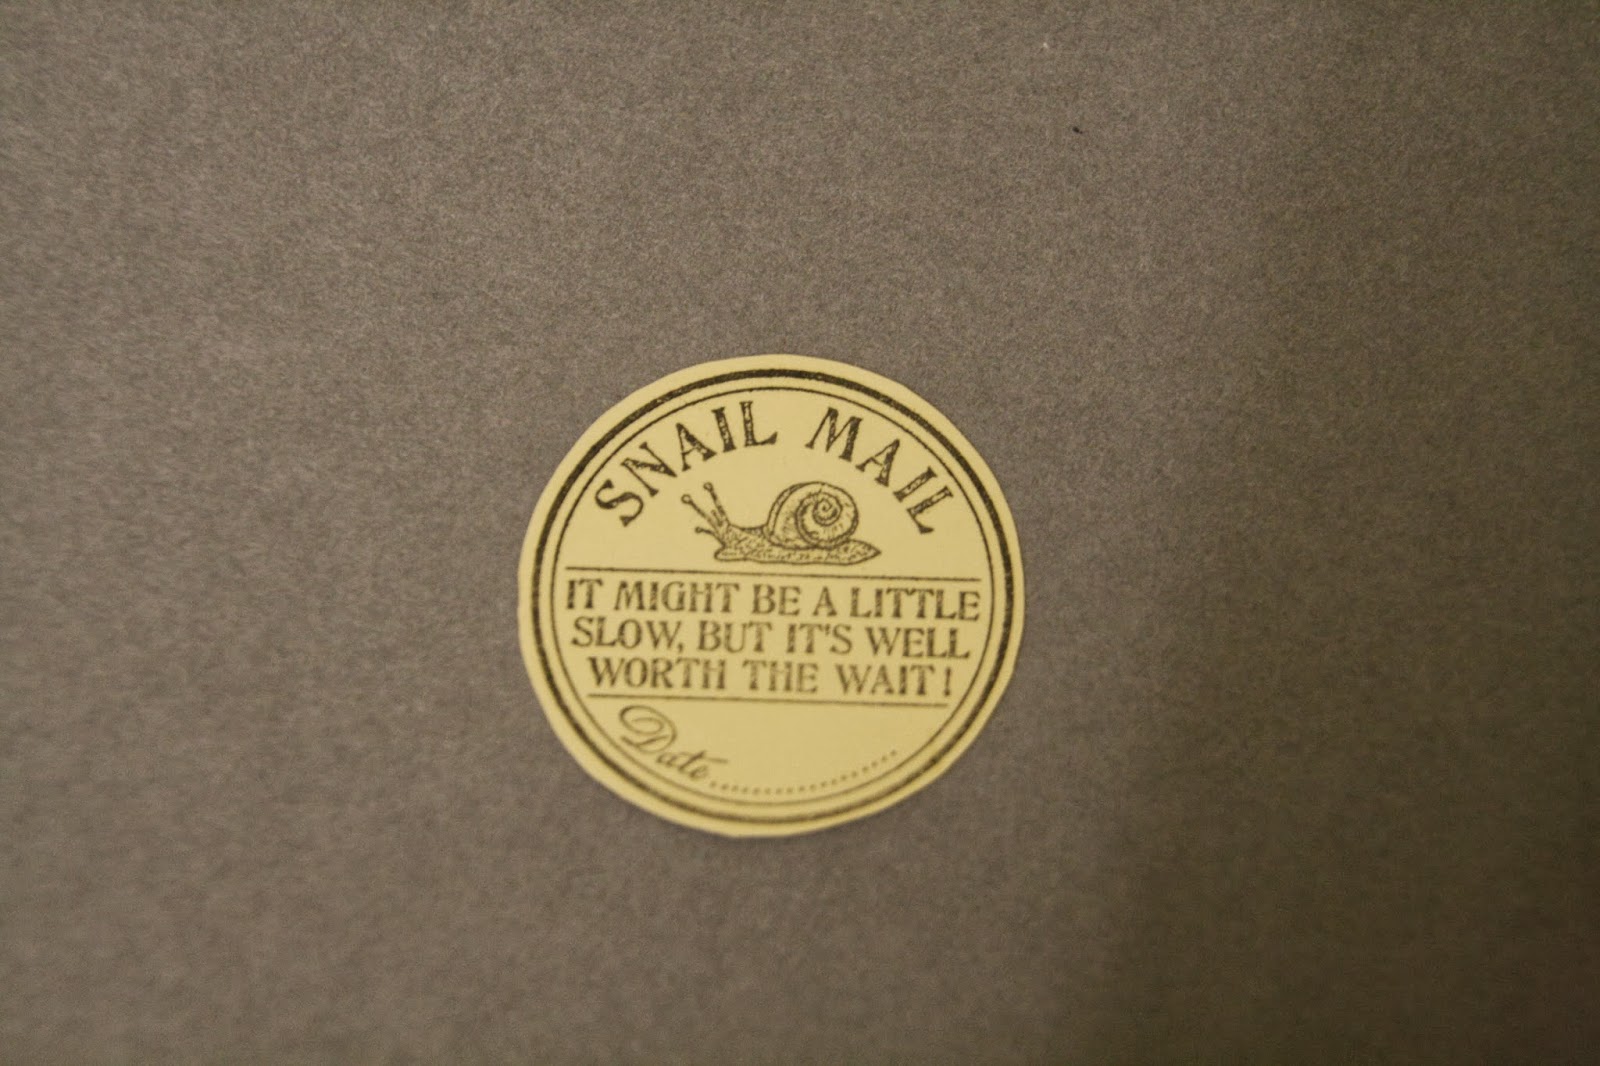 SNAIL MAIL
IT MIGHT BE A LITTLE
SLOW, BUT IT'S WELL
WORTH THE WAIT!
Date..........................